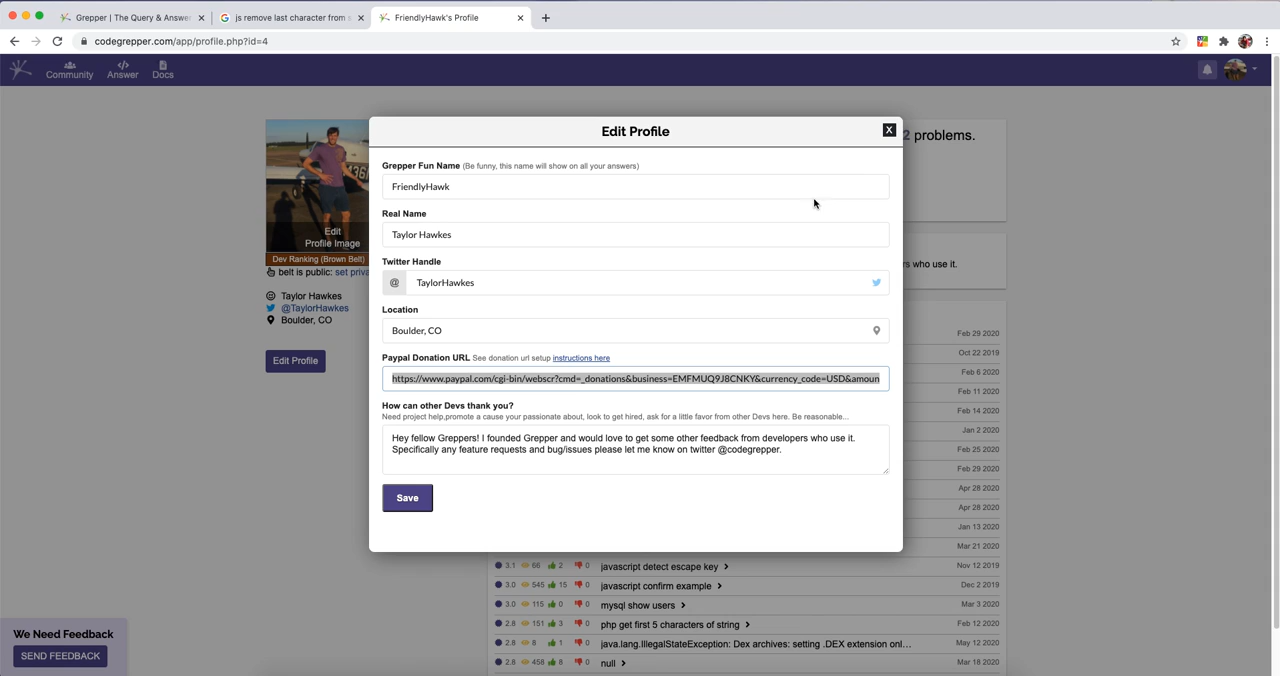 Grepper | The Query & Answe
js remove last character from s
FriendlyHawk's Profile
codegrepper.com/app/profile.php?id=4
Community
Answer
Docs
2 problems.
Edit Profile
X
Grepper Fun Name (Be funny, this name will show on all your answers)
FriendlyHawk
Real Name
Taylor Hawkes
Edit
Profile Image
Dev Ranking (Brown Belt)
belt is public: set priva
Twitter Handle
@ TaylorHawkes
rs who use it.
Taylor Hawkes
@TaylorHawkes
Boulder, CO
Location
Boulder, CO
Edit Profile
Paypal Donation URL See donation url setup instructions here
https://www.paypal.com/cgi-bin/webscr?cmd=_donations&business=EMFMUQ9J8CNKY&currency_code=USD&amoun
How can other Devs thank you?
Need project help,promote a cause your passionate about, look to get hired, ask for a little favor from other Devs here. Be reasonable...
Hey fellow Greppers! I founded Grepper and would love to get some other feedback from developers who use it.
Specifically any feature requests and bug/issues please let me know on twitter @codegrepper.
Save
Feb 29 2020
Oct 22 2019
Feb 6 2020
Feb 11 2020
Feb 14 2020
Jan 2 2020
Feb 25 2020
Feb 29 2020
Apr 28 2020
Apr 28 2020
Jan 13 2020
Mar 21 2020
3.1 66 2 0 javascript detect escape key Nov 12 2019
3.0 545 15 0 javascript confirm example Dec 2 2019
3.0 115 0 0 mysql show users Mar 3 2020
2.8 151 3 0 php get first 5 characters of string Feb 12 2020
2.8 8 1 0 java.lang.IllegalStateException: Dex archives: setting .DEX extension onl... May 12 2020
2.8 458 8 0 null Mar 18 2020
We Need Feedback
SEND FEEDBACK